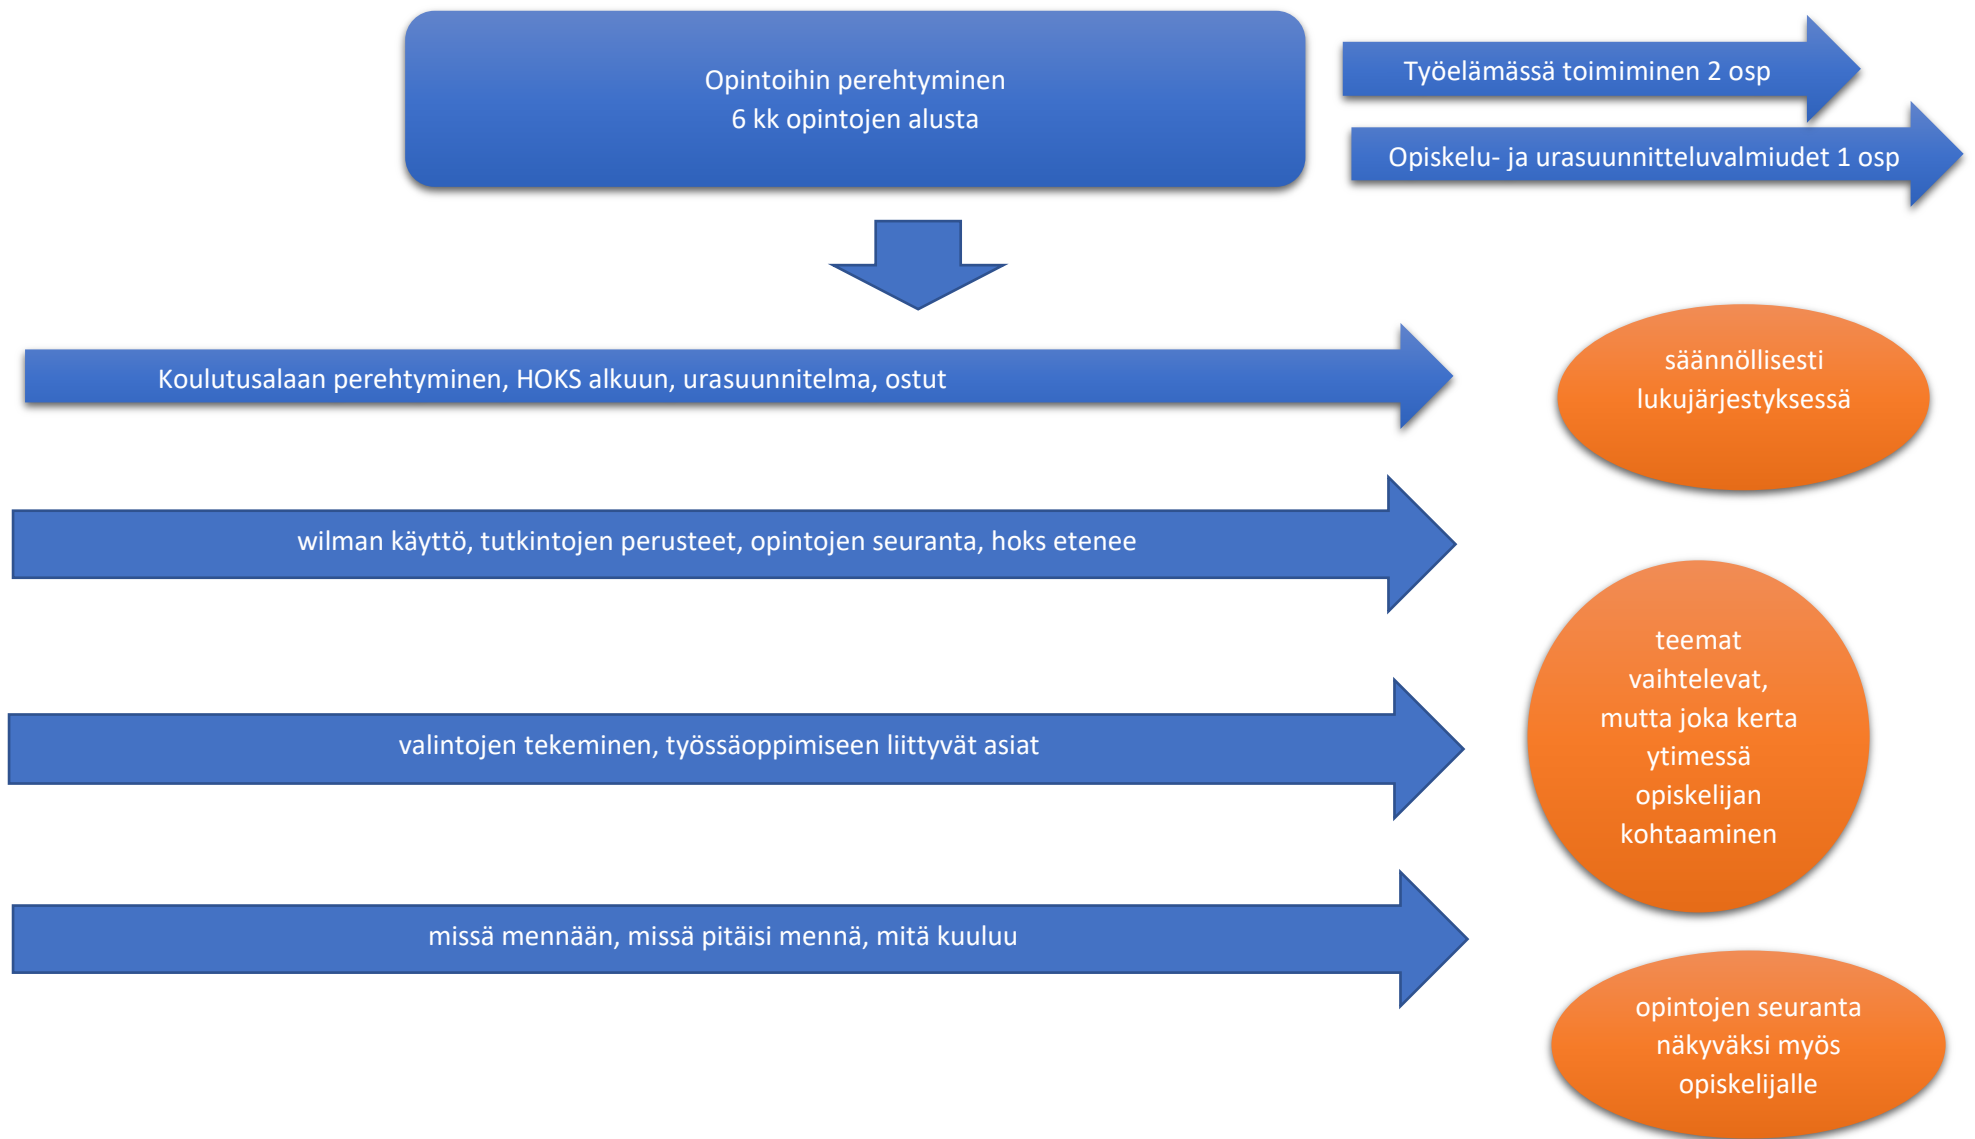 Opintoihin perehtyminen
6 kk opintojen alusta
Työelämässä toimiminen 2 osp
Opiskelu- ja urasuunnitteluvalmiudet 1 osp
Koulutusalaan perehtyminen, HOKS alkuun, urasuunnitelma, ostut
säännöllisesti
lukujärjestyksessä
wilman käyttö, tutkintojen perusteet, opintojen seuranta, hoks etenee
teemat
vaihtelevat,
mutta joka kerta
ytimessä
opiskelijan
kohtaaminen
valintojen tekeminen, työssäoppimiseen liittyvät asiat
missä mennään, missä pitäisi mennä, mitä kuuluu
opintojen seuranta
näkyväksi myös
opiskelijalle